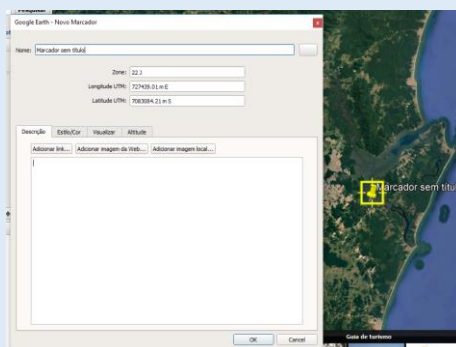 Pesquisar
Google Earth - Novo Marcador
Nome: Marcador sem título
Zone: 22 J
Longitude UTM: 727439.01 m E
Latitude UTM: 7083884.21 m S
Descrição Estilo/Cor Visualizar Altitude
Adicionar link... Adicionar imagem da Web... Adicionar imagem local...
Marcador sem títul
OK Cancel
Guia de turismo